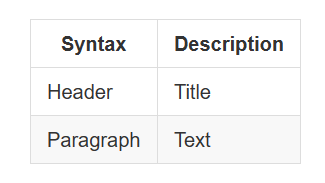 Syntax Description
Header Title
Paragraph Text